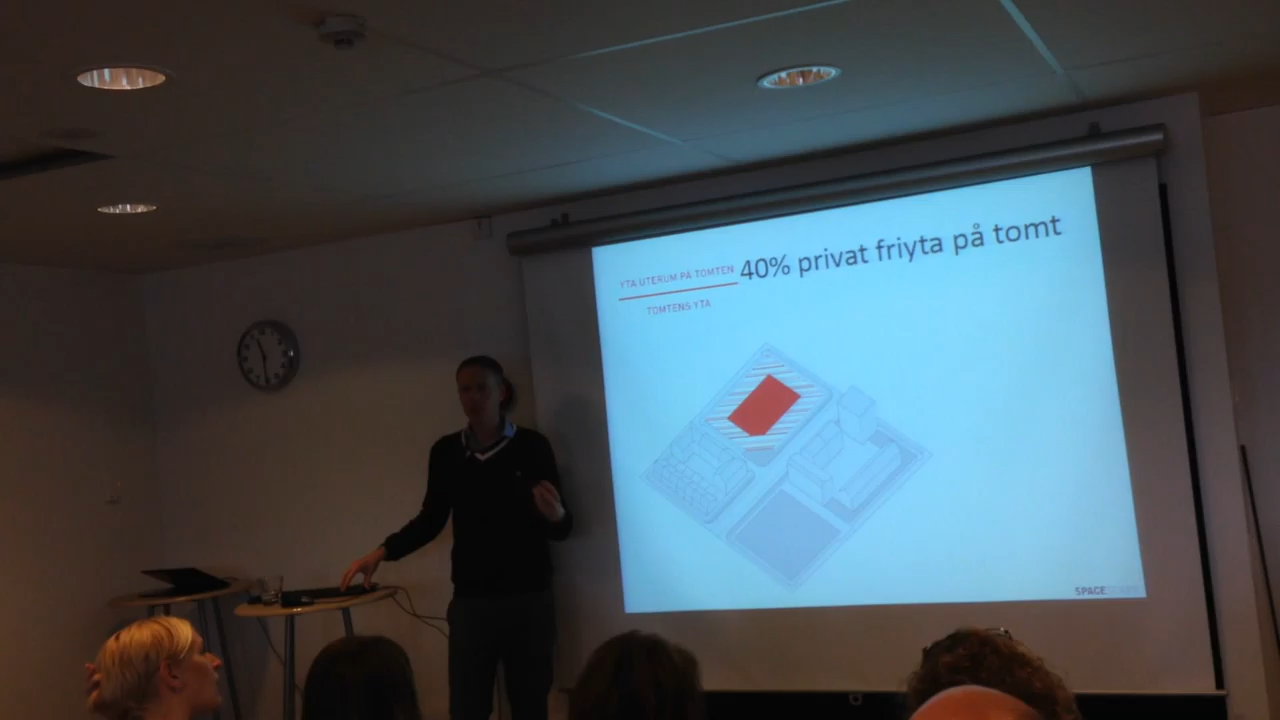 40% privat friyta på tomt
YTA UTERUM PÅ TOMTEN
TOMTENS YTA
SPACE